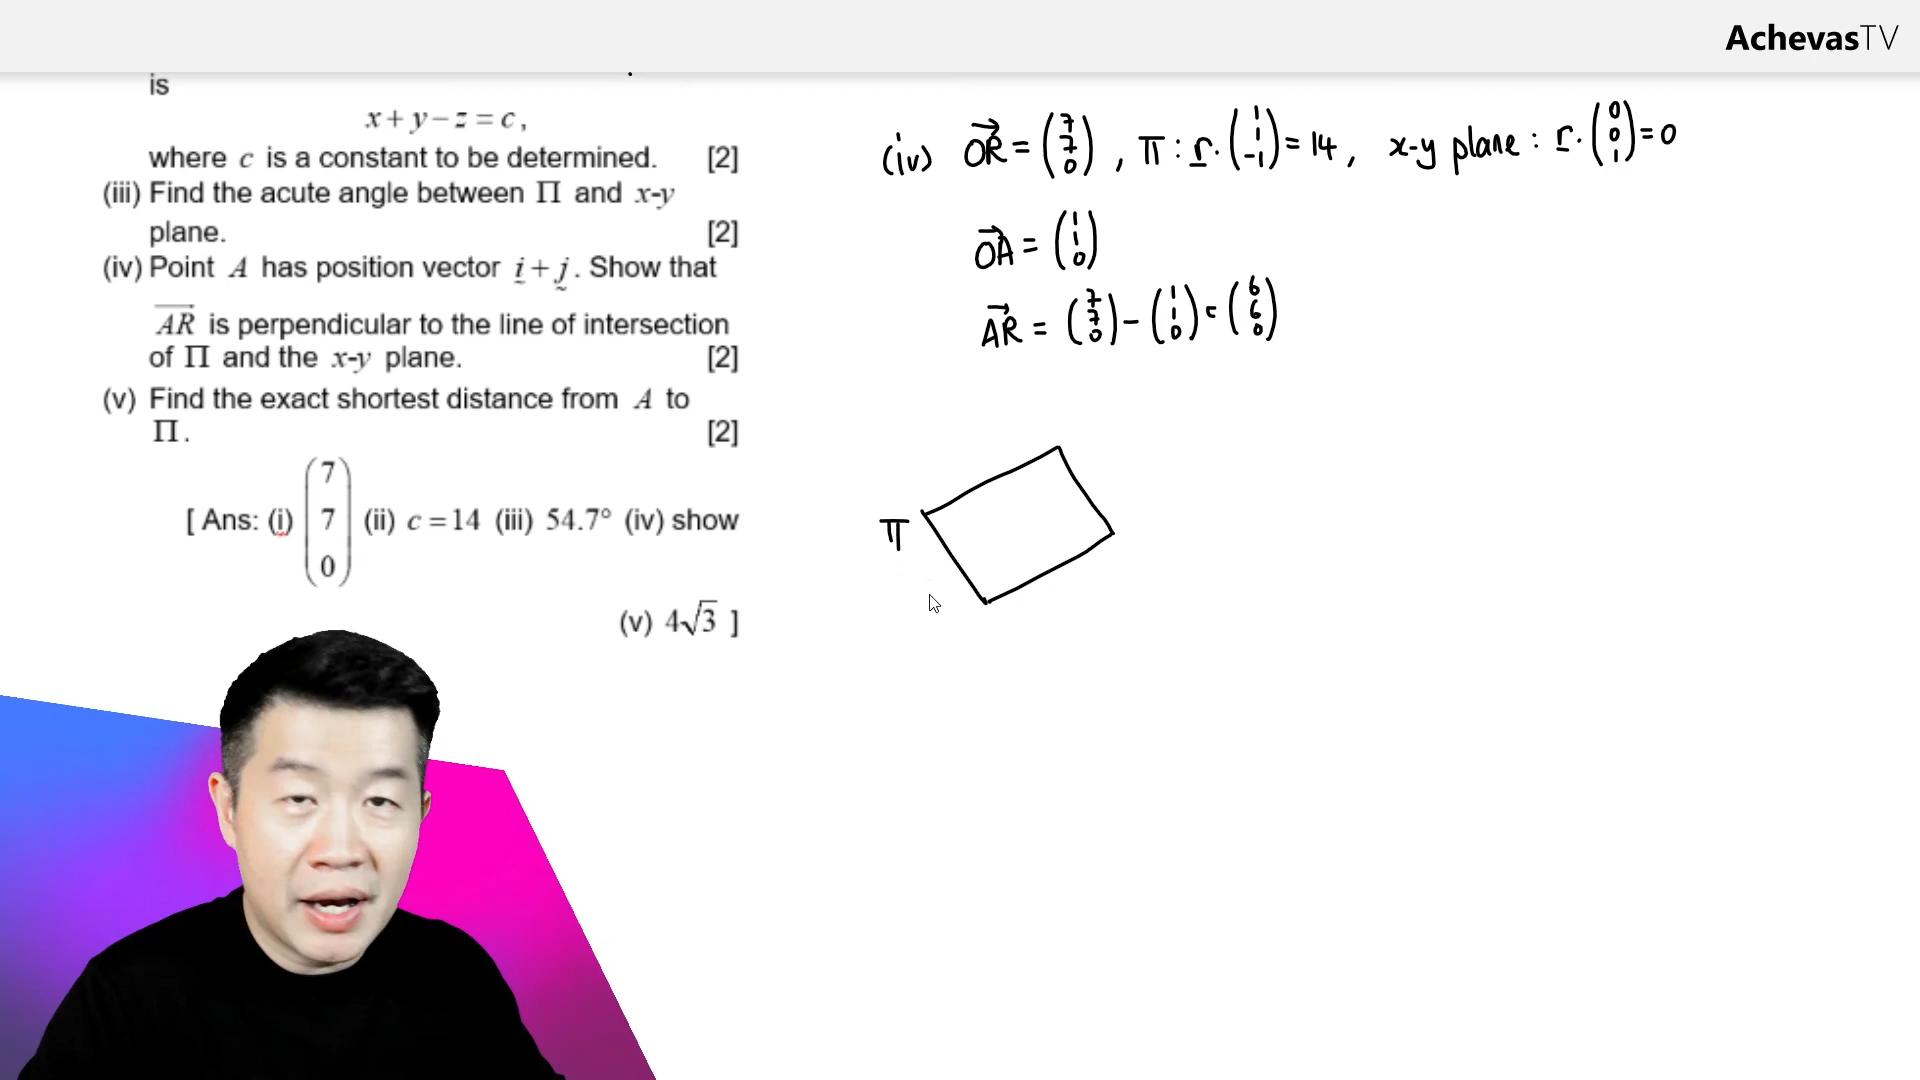 AchevasTV
is
x + y − z = c,
where c is a constant to be determined. [2]
(iii) Find the acute angle between Π and x-y
plane. [2]
(iv) Point A has position vector i + j. Show that
AR is perpendicular to the line of intersection
of Π and the x-y plane. [2]
(v) Find the exact shortest distance from A to
Π. [2]
[ Ans: (i) (7 7 0) (ii) c = 14 (iii) 54.7° (iv) show
(v) 4√3 ]
(iv) OR = (7 7 0), Π : r · (1 1 −1) = 14, x-y plane : r · (0 0 1) = 0
OA = (1 1 0)
AR = (7 7 0) − (1 1 0) = (6 6 0)
Π